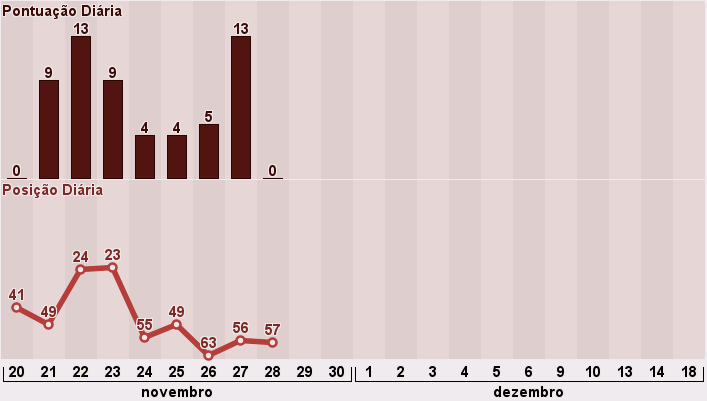 Pontuação Diária
0 9 13 9 4 4 5 13 0
Posição Diária
41 49 24 23 55 49 63 56 57
20 21 22 23 24 25 26 27 28 29 30 1 2 3 4 5 6 9 10 13 14 18
novembro dezembro